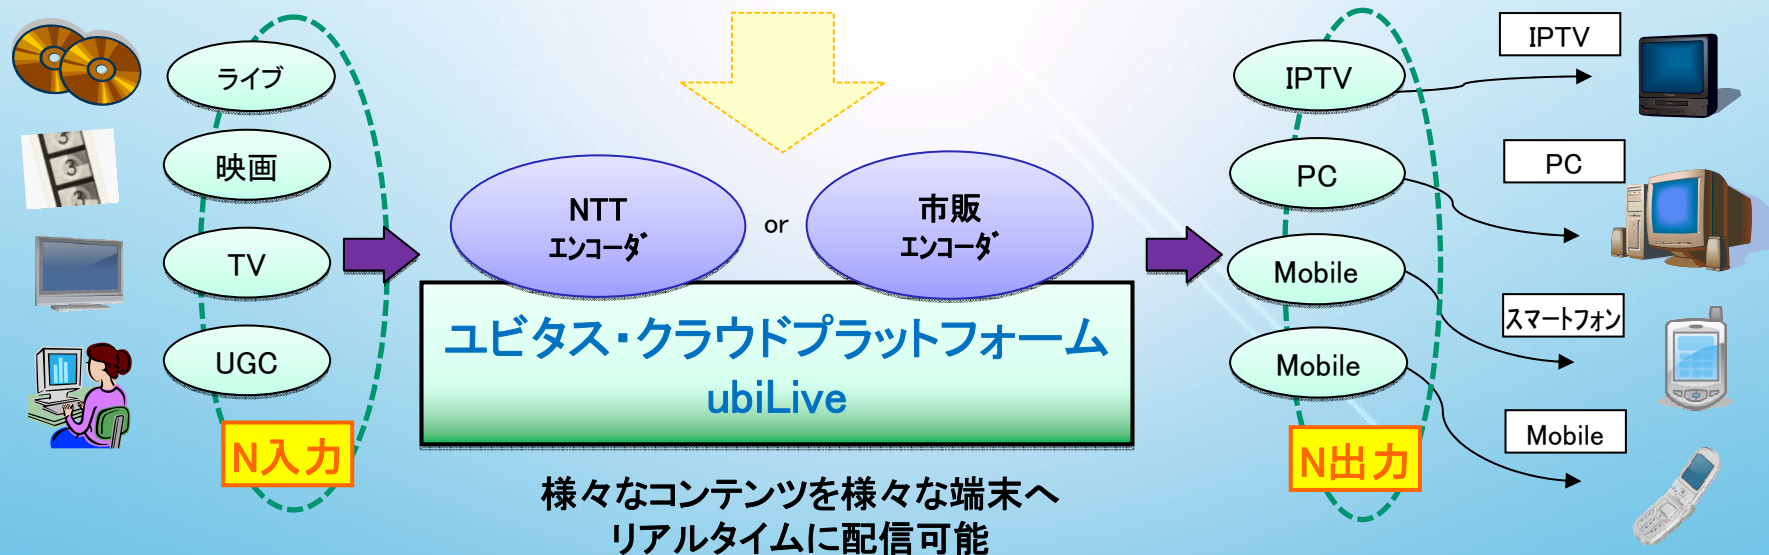 ライブ
映画
TV
UGC
N入力
NTT
エンコーダ
or
市販
エンコーダ
ユビタス・クラウドプラットフォーム
ubiLive
様々なコンテンツを様々な端末へ
リアルタイムに配信可能
IPTV
PC
Mobile
Mobile
N出力
IPTV
PC
スマートフォン
Mobile